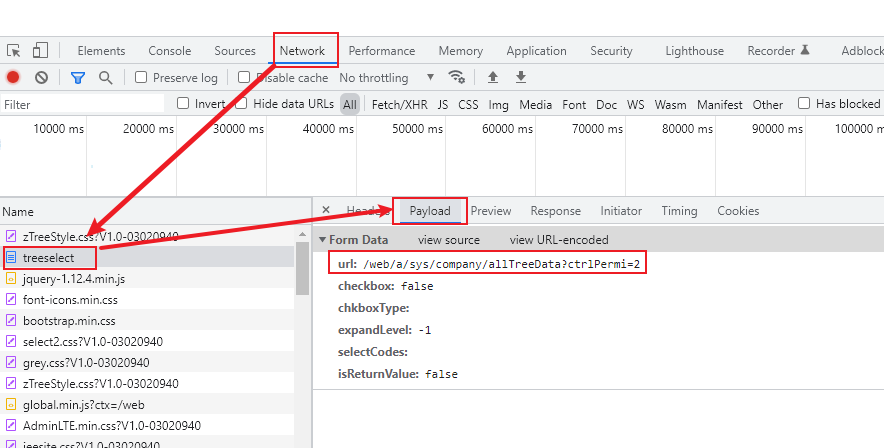 Elements Console Sources Network Performance Memory Application Security Lighthouse Recorder Adblock
Preserve log Disable cache No throttling
Filter Invert Hide data URLs All Fetch/XHR JS CSS Img Media Font Doc WS Wasm Manifest Other Has blocked
10000 ms 20000 ms 30000 ms 40000 ms 50000 ms 60000 ms 70000 ms 80000 ms 90000 ms 100000 ms
Name
zTreeStyle.css?V1.0-03020940
treeselect
jquery-1.12.4.min.js
font-icons.min.css
bootstrap.min.css
select2.css?V1.0-03020940
grey.css?V1.0-03020940
zTreeStyle.css?V1.0-03020940
global.min.js?ctx=/web
AdminLTE.min.css?V1.0-03020940
jeesite.css?V1.0-03020940
× Headers Payload Preview Response Initiator Timing Cookies
Form Data view source view URL-encoded
url: /web/a/sys/company/allTreeData?ctrlPermi=2
checkbox: false
chkboxType:
expandLevel: -1
selectCodes:
isReturnValue: false